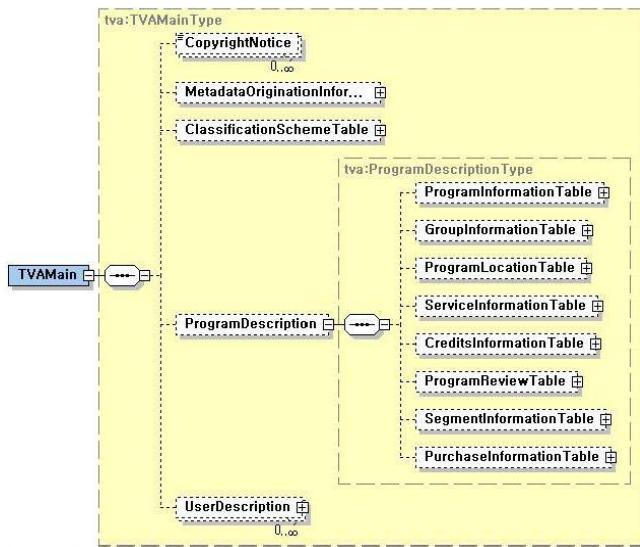 tva:TVAMainType
CopyrightNotice
0..∞
MetadataOriginationInfor...
ClassificationSchemeTable
tva:ProgramDescriptionType
ProgramInformationTable
GroupInformationTable
ProgramLocationTable
TVAMain
ServiceInformationTable
ProgramDescription
CreditsInformationTable
ProgramReviewTable
SegmentInformationTable
PurchaseInformationTable
UserDescription
0..∞